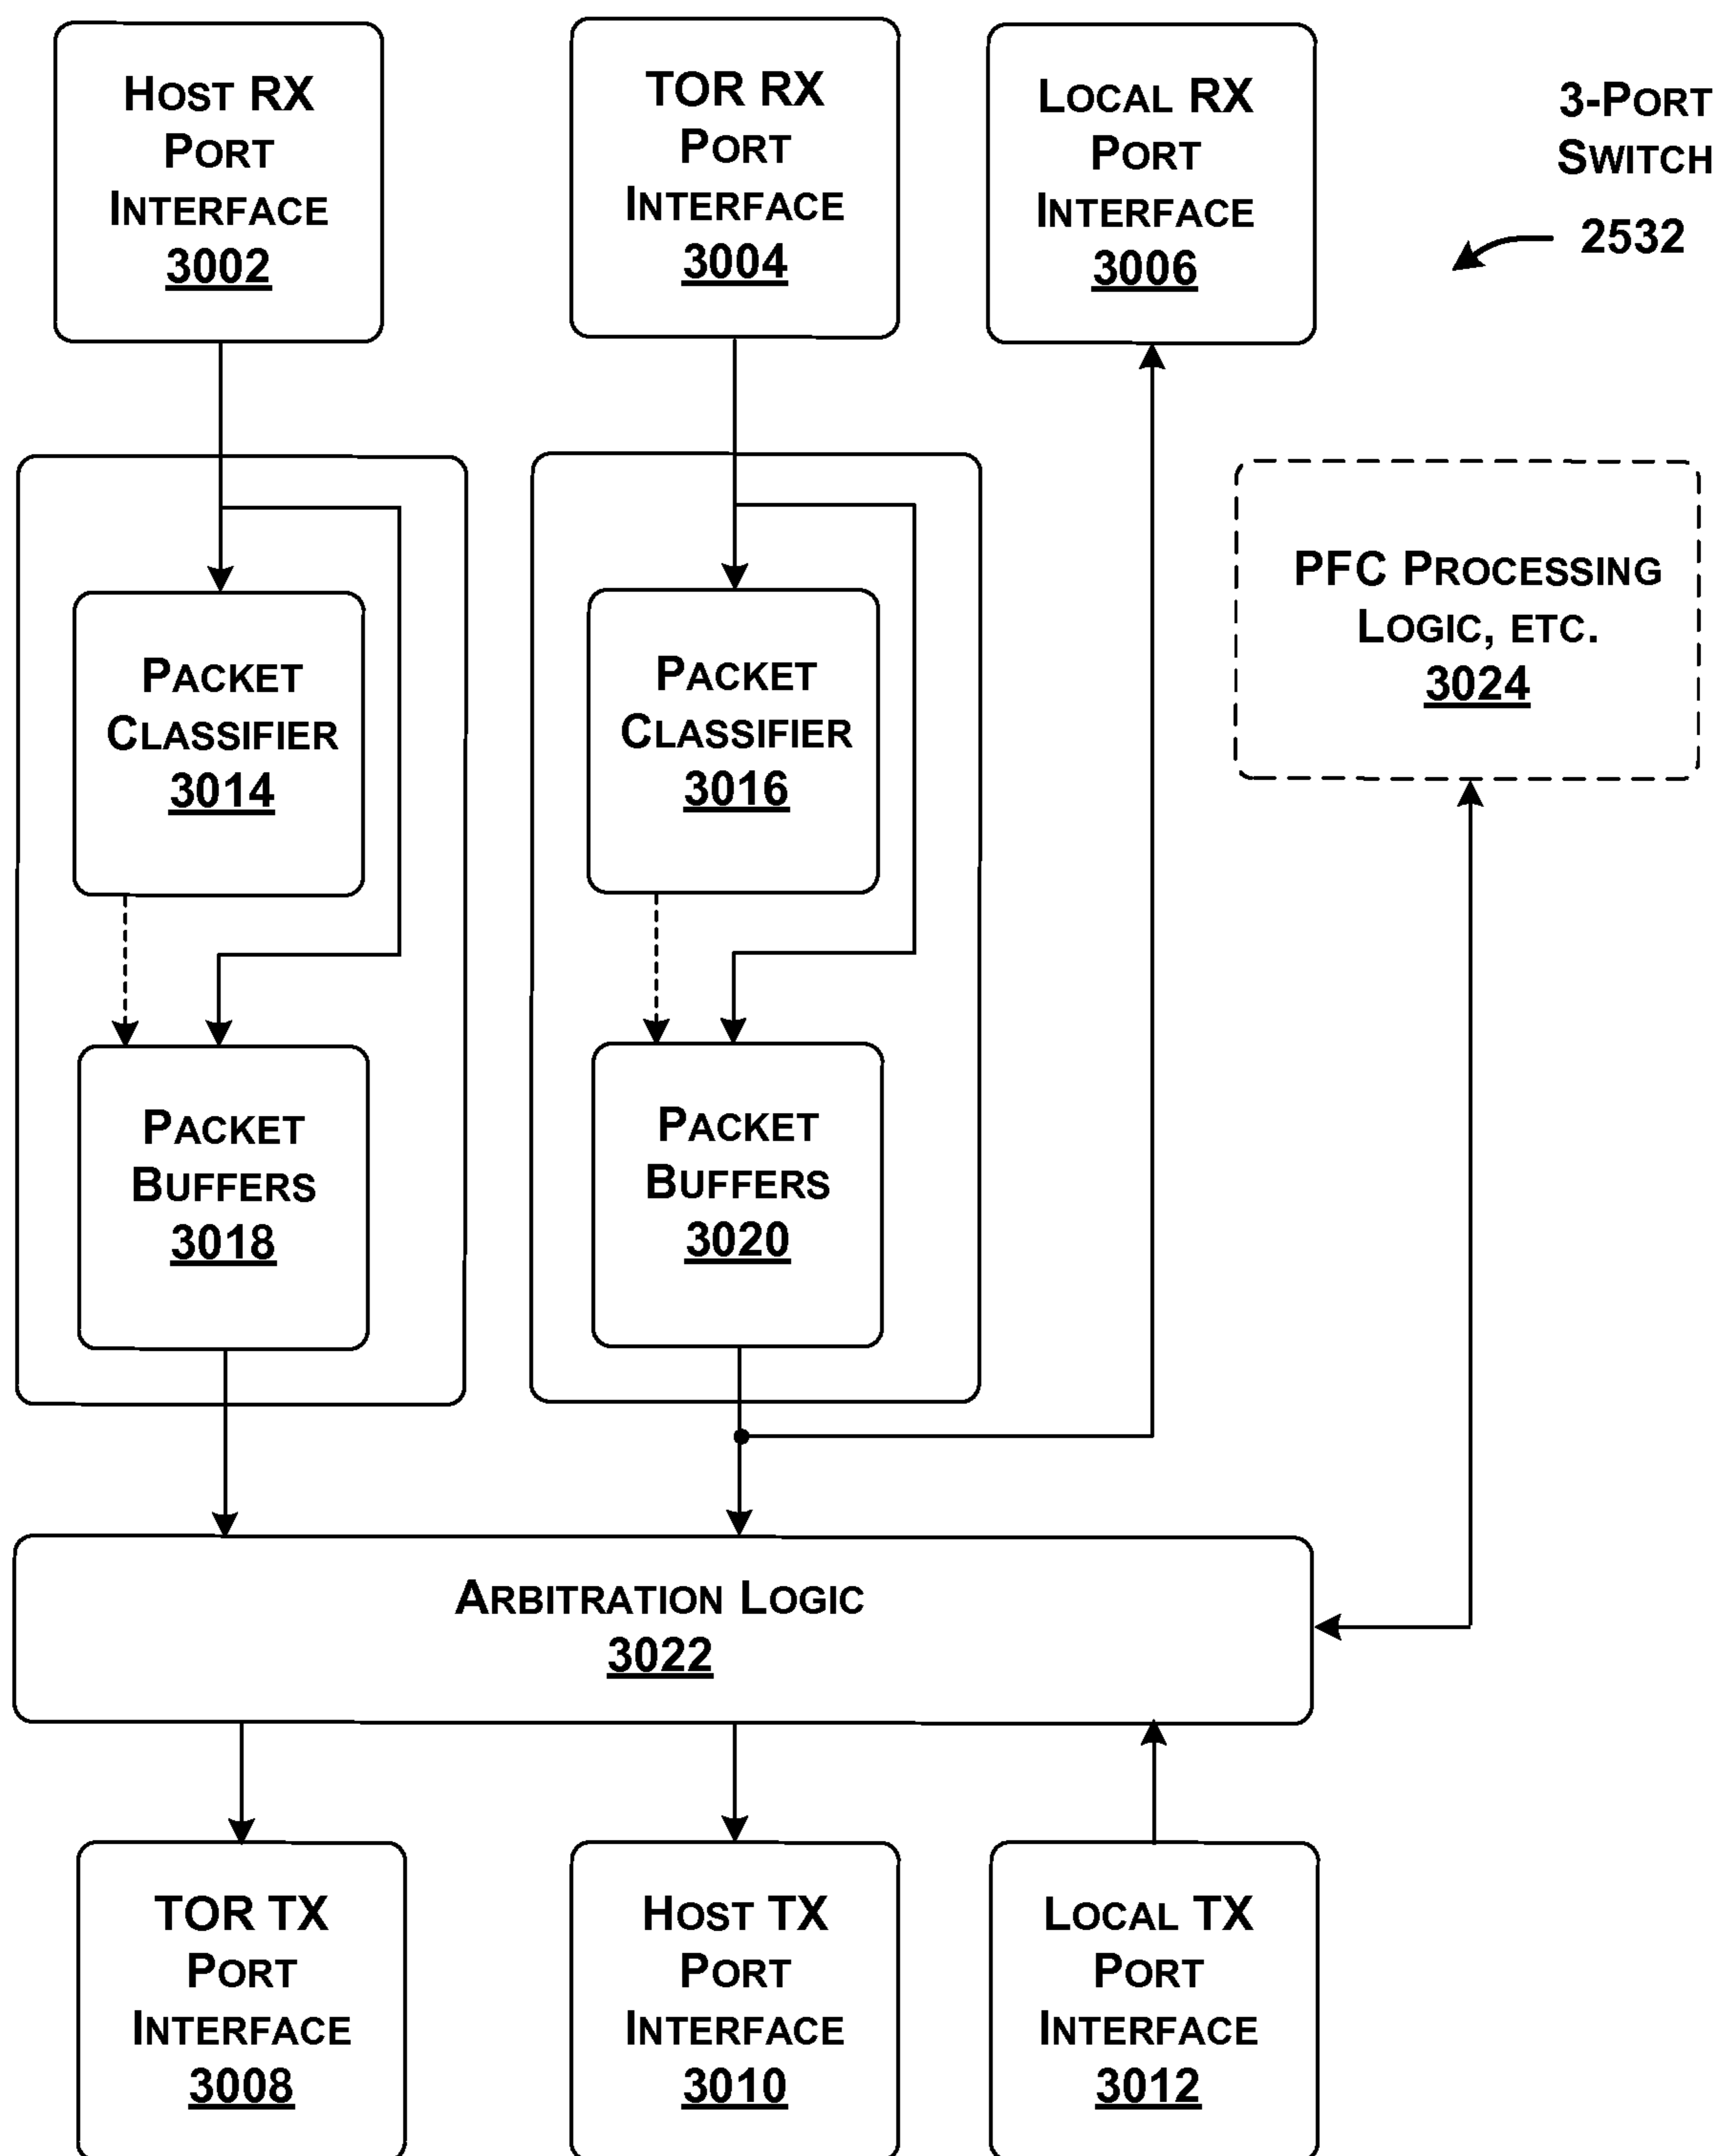 HOST RX
PORT
INTERFACE
3002
TOR RX
PORT
INTERFACE
3004
LOCAL RX
PORT
INTERFACE
3006
3-PORT
SWITCH
2532
PACKET
CLASSIFIER
3014
PACKET
CLASSIFIER
3016
PFC PROCESSING
LOGIC, ETC.
3024
PACKET
BUFFERS
3018
PACKET
BUFFERS
3020
ARBITRATION LOGIC
3022
TOR TX
PORT
INTERFACE
3008
HOST TX
PORT
INTERFACE
3010
LOCAL TX
PORT
INTERFACE
3012